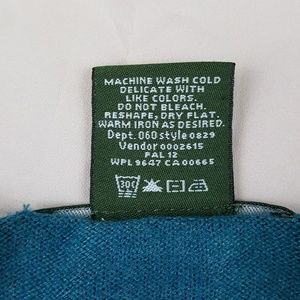 MACHINE WASH COLD
DELICATE WITH
LIKE COLORS.
DO NOT BLEACH.
RESHAPE, DRY FLAT.
WARM IRON AS DESIRED.
Dept. 060 style 0829
Vendor 0002615
FAL 12
WPL 9647 CA 00665
30C